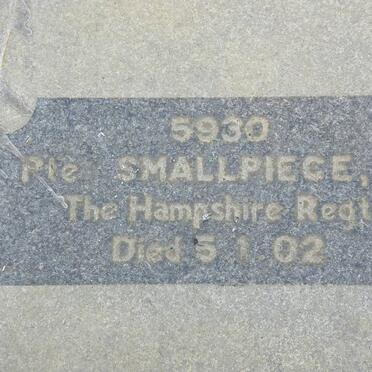 5930
Pte SMALLPIECE,
The Hampshire Regt
Died 5.1.02